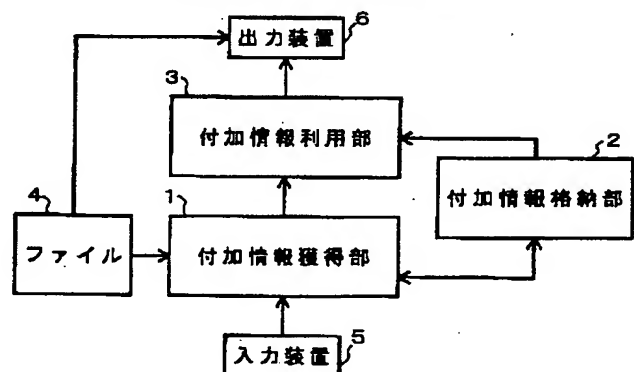 6
出力装置
3
付加情報利用部
2
付加情報格納部
4
ファイル
1
付加情報獲得部
5
入力装置